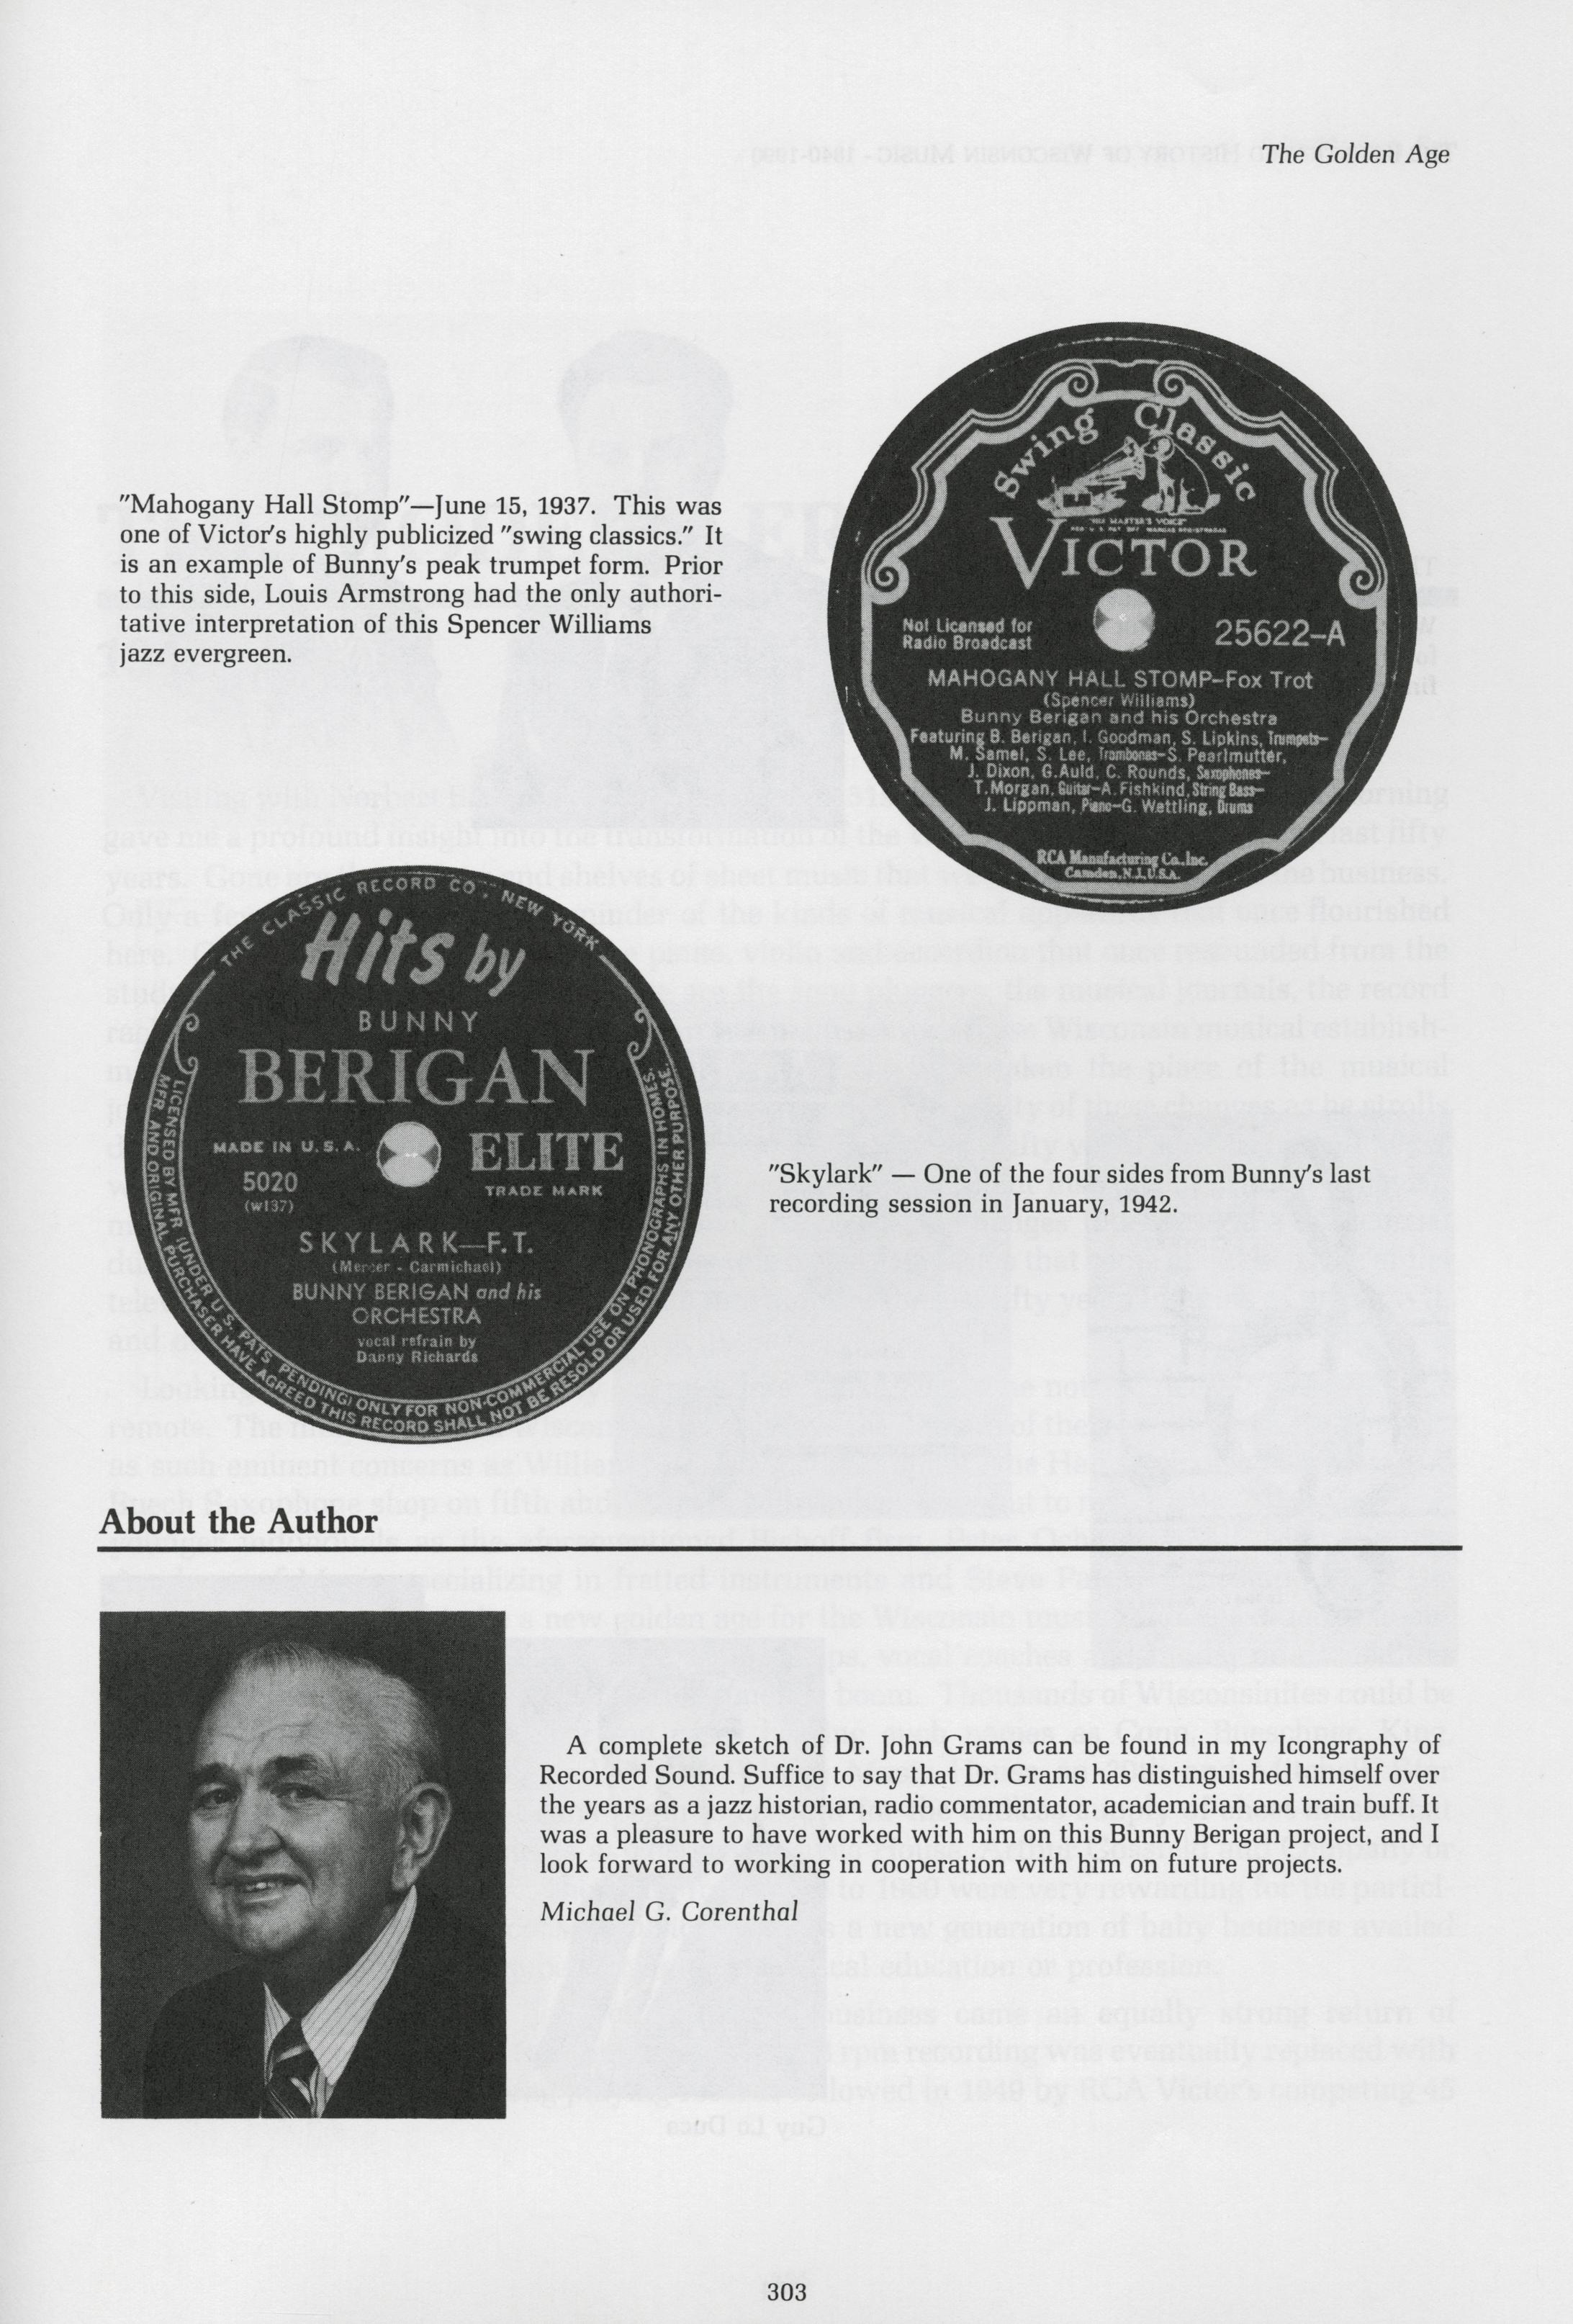 The Golden Age
"Mahogany Hall Stomp"—June 15, 1937. This was
one of Victor's highly publicized "swing classics." It
is an example of Bunny's peak trumpet form. Prior
to this side, Louis Armstrong had the only authori-
tative interpretation of this Spencer Williams
jazz evergreen.
Swing Classic
"HIS MASTER'S VOICE"
VICTOR
Not Licensed for
Radio Broadcast
25622-A
MAHOGANY HALL STOMP-Fox Trot
(Spencer Williams)
Bunny Berigan and his Orchestra
Featuring B. Berigan, I. Goodman, S. Lipkins, Trumpets-
M. Samel, S. Lee, Trombones-S. Pearlmutter,
J. Dixon, G. Auld, C. Rounds, Saxophones-
T. Morgan, Guitar-A. Fishkind, String Bass-
J. Lippman, Piano-G. Wettling, Drums
RCA Manufacturing Co., Inc.
Camden, N.J., U.S.A.
THE CLASSIC RECORD CO., NEW YORK
Hits by
BUNNY
BERIGAN
MADE IN U.S.A.
ELITE
5020
TRADE MARK
(W137)
SKYLARK—F.T.
(Mercer - Carmichael)
BUNNY BERIGAN and his
ORCHESTRA
vocal refrain by
Danny Richards
LICENSED BY MFR (UNDER U.S. PATS PENDING) ONLY FOR NON-COMMERCIAL USE ON PHONOGRAPHS IN HOMES.
MFR AND ORIGINAL PURCHASER HAVE AGREED THIS RECORD SHALL NOT BE RESOLD OR USED FOR ANY OTHER PURPOSE.
"Skylark" — One of the four sides from Bunny's last
recording session in January, 1942.
About the Author
A complete sketch of Dr. John Grams can be found in my Icongraphy of
Recorded Sound. Suffice to say that Dr. Grams has distinguished himself over
the years as a jazz historian, radio commentator, academician and train buff. It
was a pleasure to have worked with him on this Bunny Berigan project, and I
look forward to working in cooperation with him on future projects.
Michael G. Corenthal
303